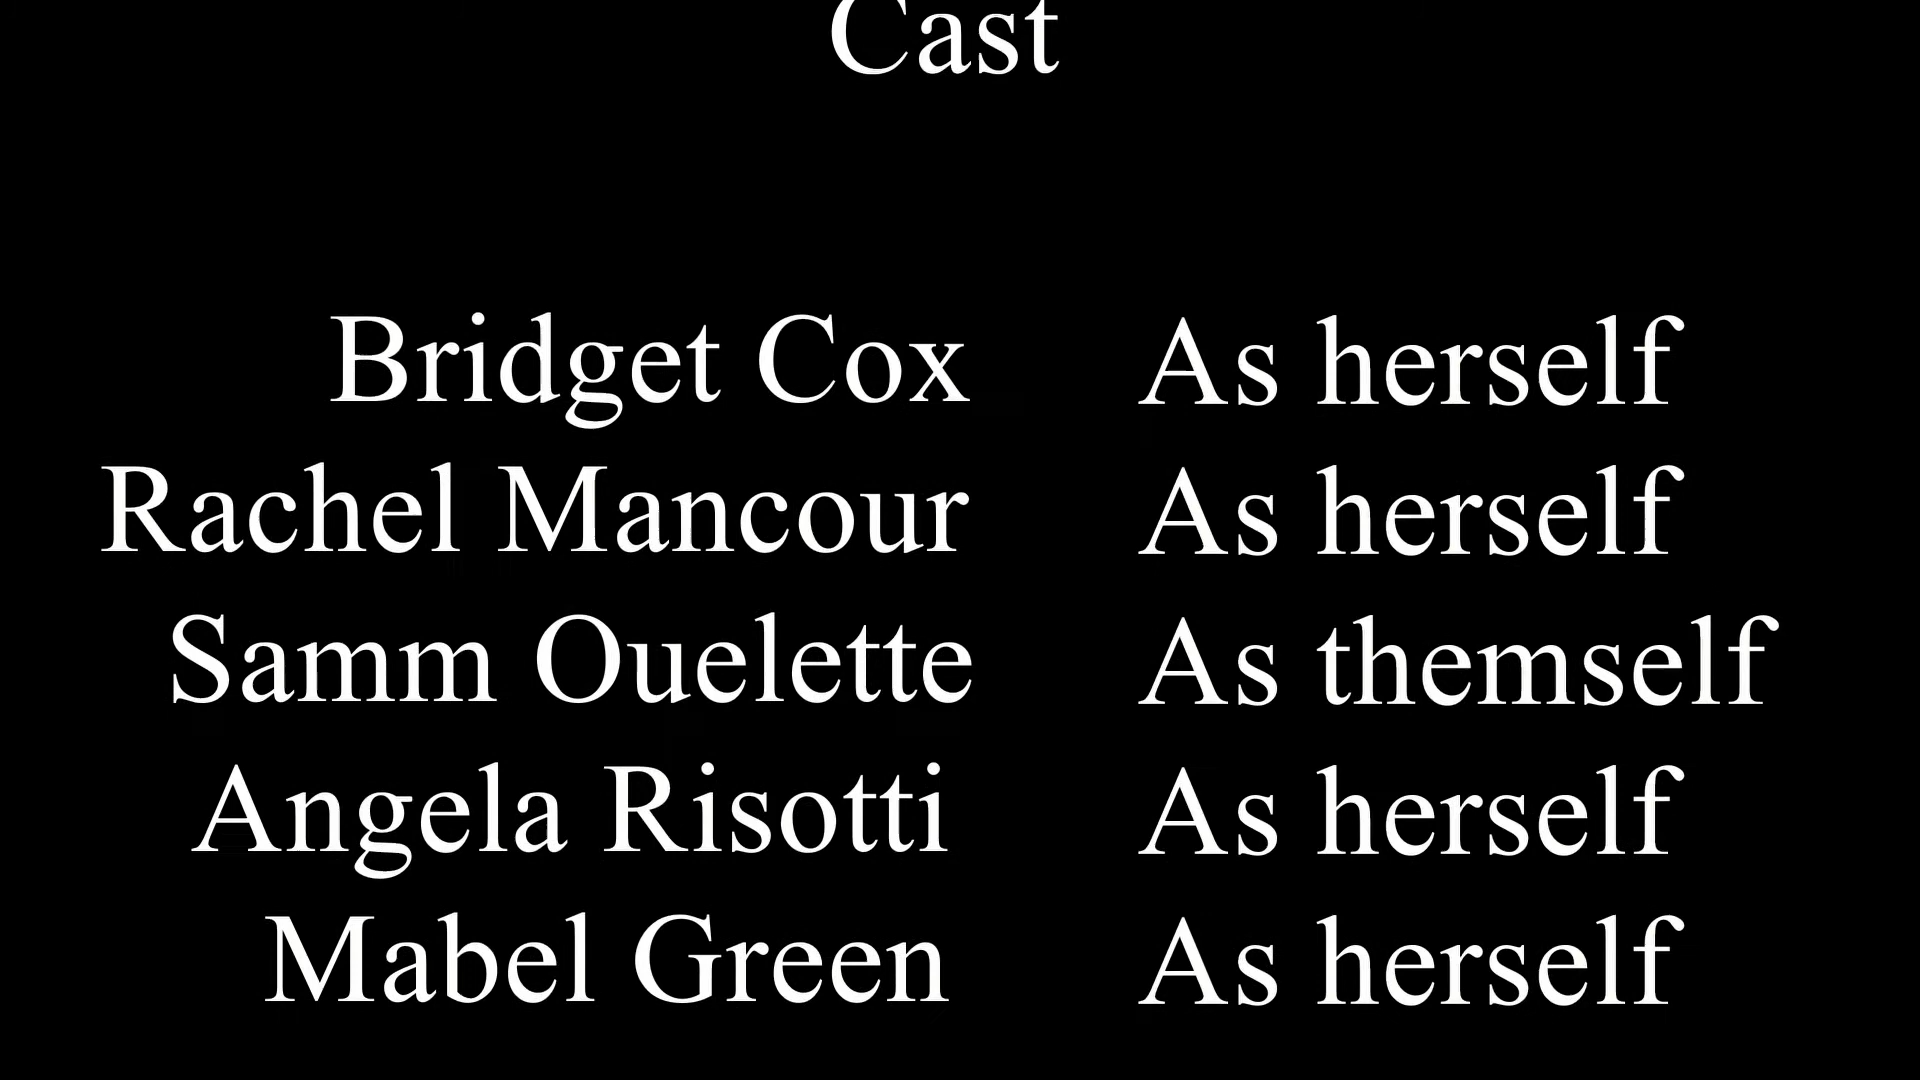 Cast
Bridget Cox As herself
Rachel Mancour As herself
Samm Ouelette As themself
Angela Risotti As herself
Mabel Green As herself